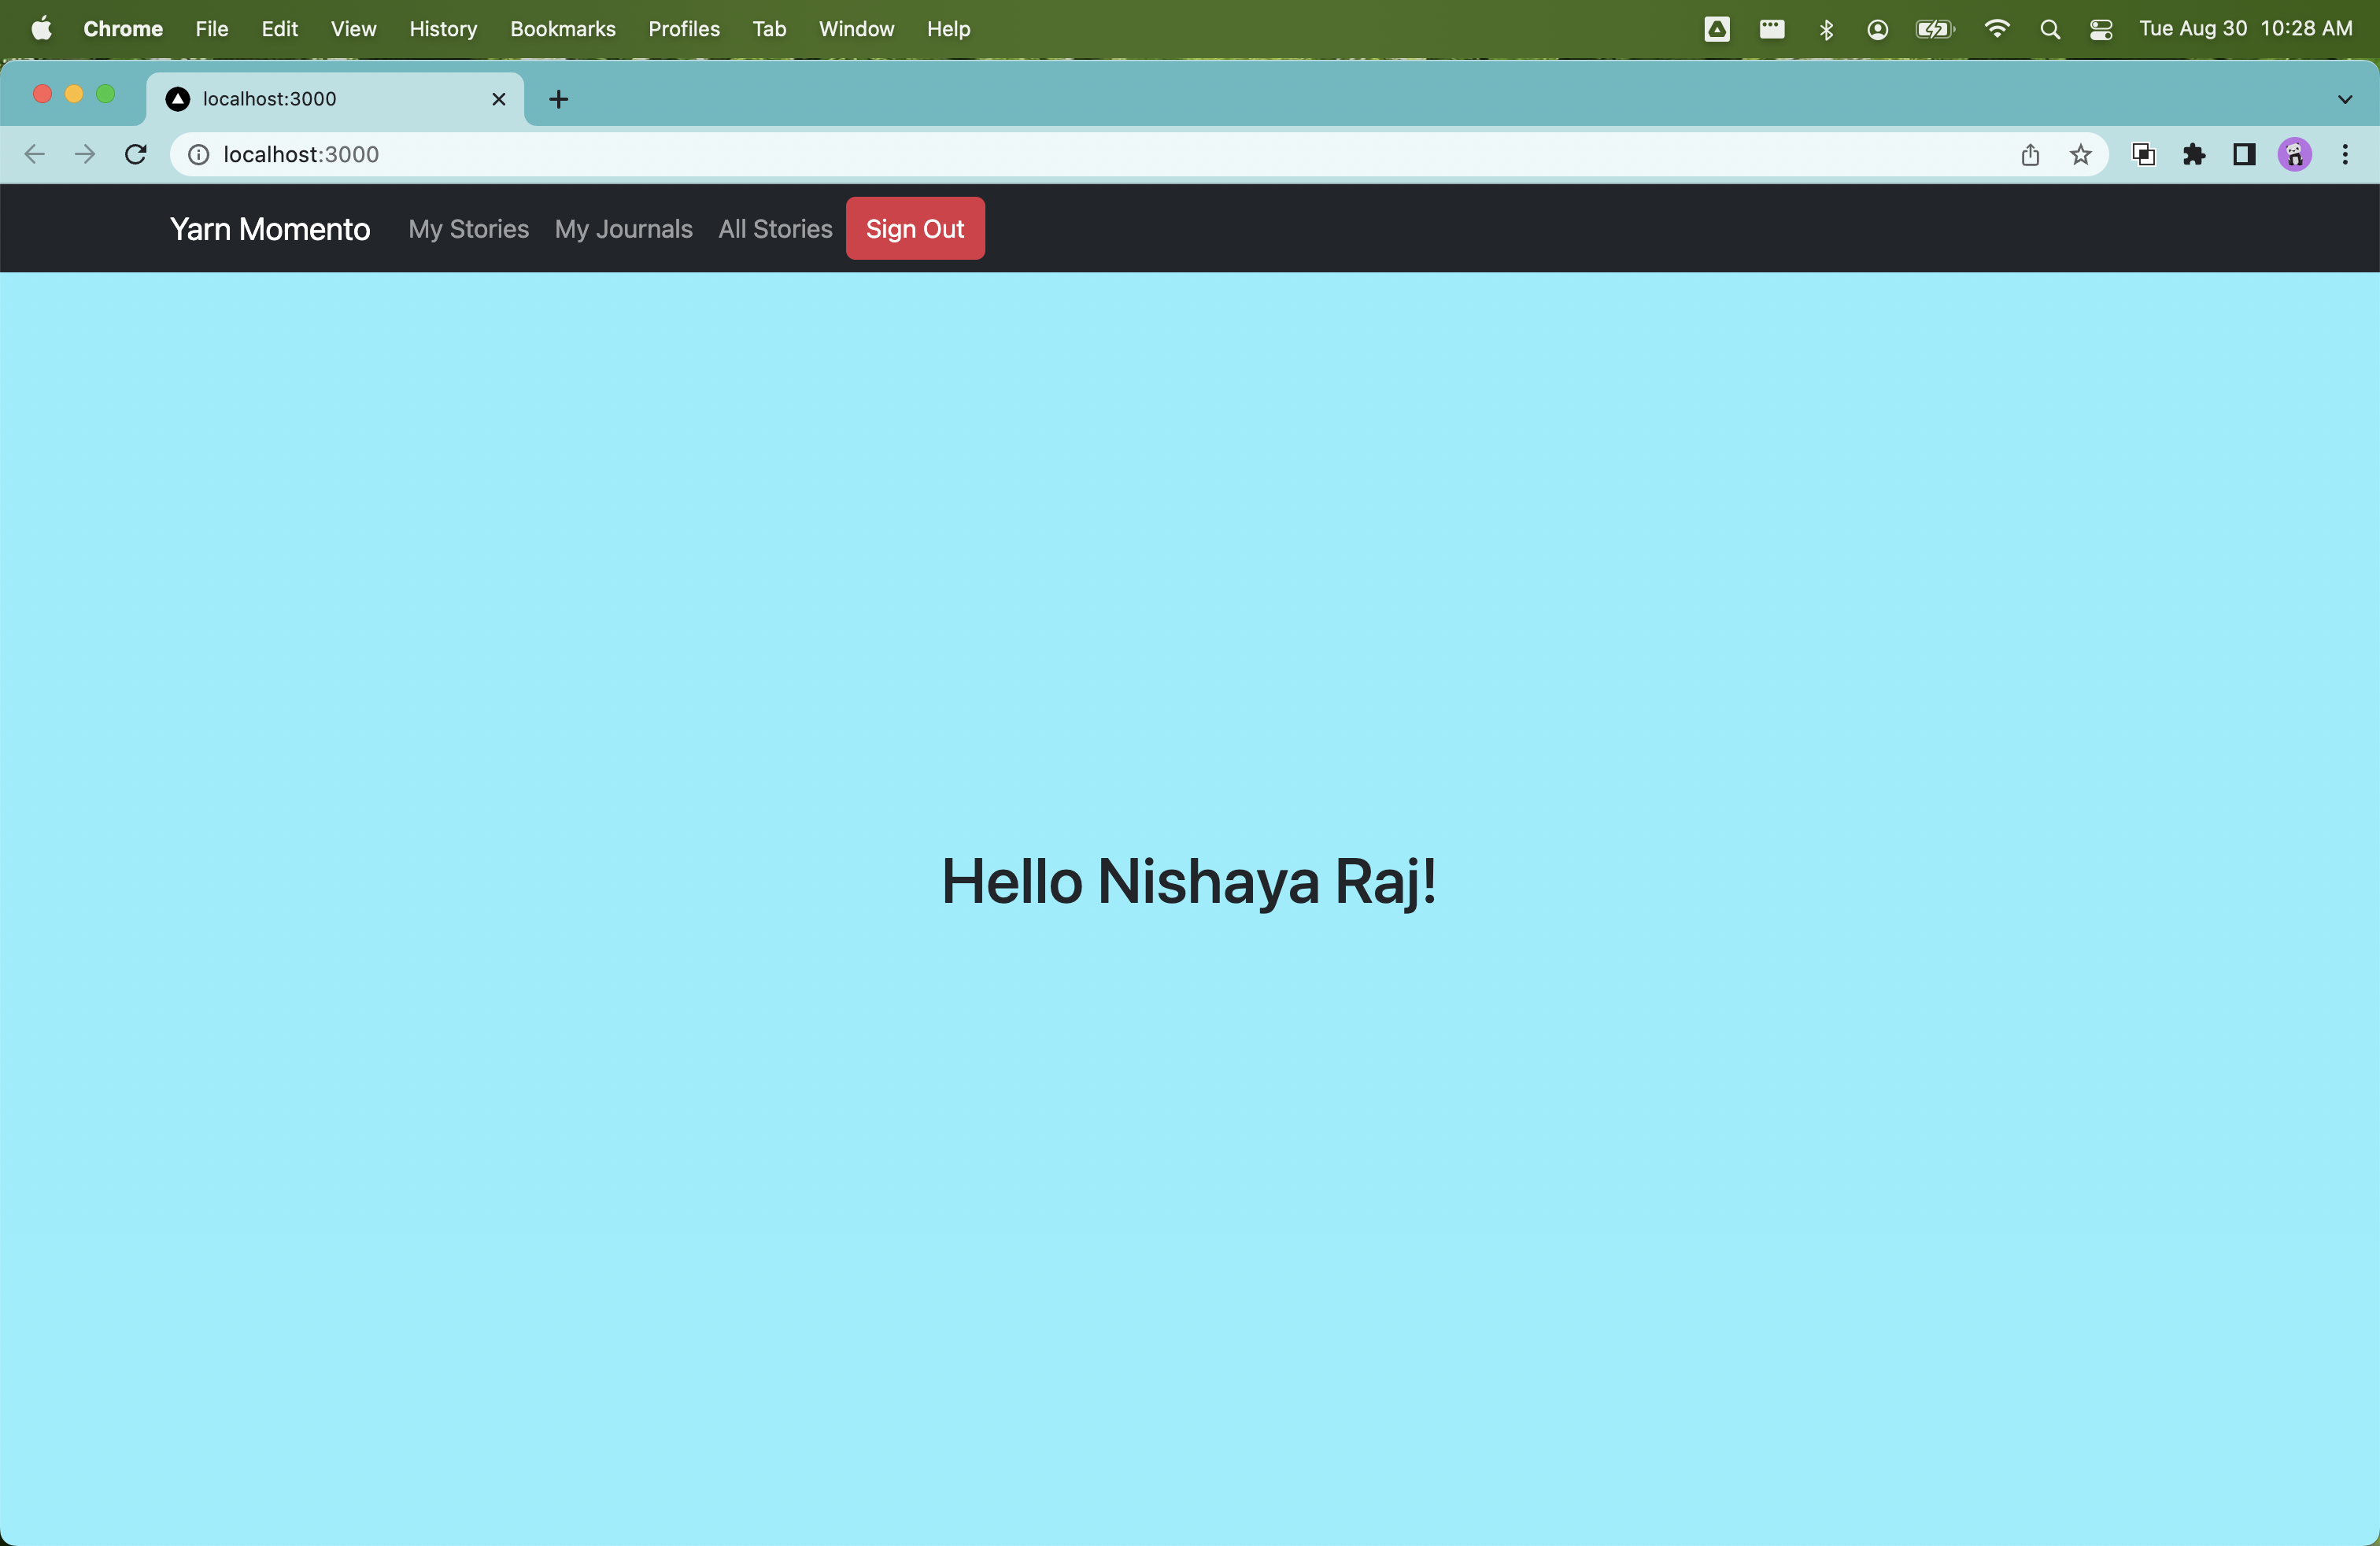 Chrome File Edit View History Bookmarks Profiles Tab Window Help Tue Aug 30 10:28 AM
localhost:3000
localhost:3000
Yarn Momento My Stories My Journals All Stories Sign Out
Hello Nishaya Raj!